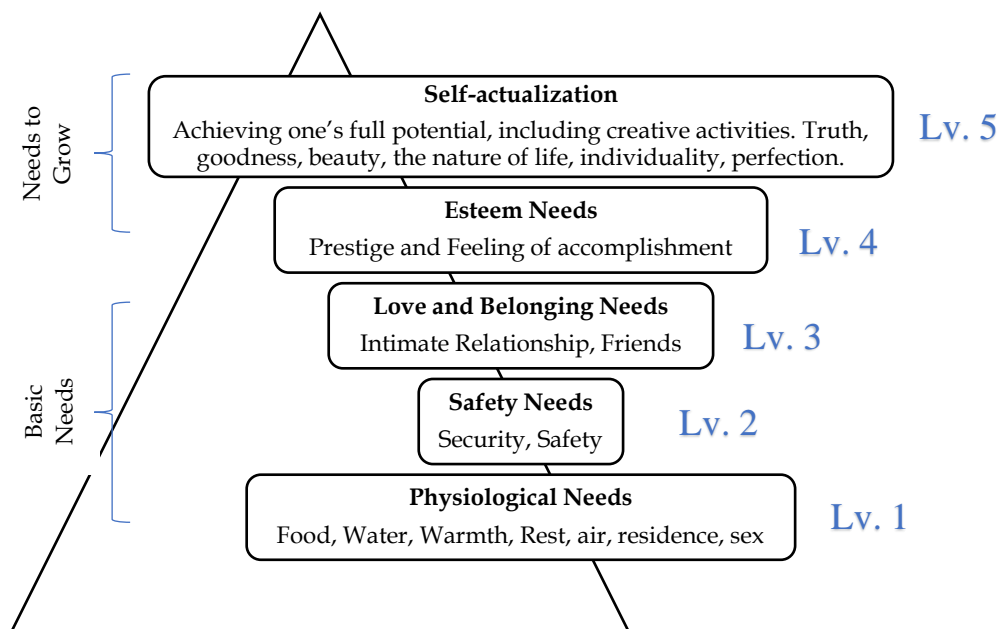 Needs to
Grow
Self-actualization
Achieving one's full potential, including creative activities. Truth,
goodness, beauty, the nature of life, individuality, perfection.
Lv. 5
Esteem Needs
Prestige and Feeling of accomplishment
Lv. 4
Basic
Needs
Love and Belonging Needs
Intimate Relationship, Friends
Lv. 3
Safety Needs
Security, Safety
Lv. 2
Physiological Needs
Food, Water, Warmth, Rest, air, residence, sex
Lv. 1